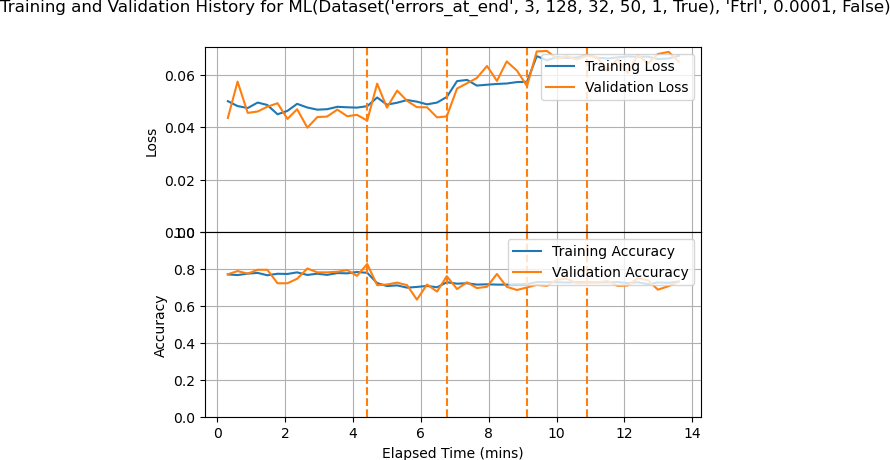 Training and Validation History for ML(Dataset('errors_at_end', 3, 128, 32, 50, 1, True), 'Ftrl', 0.0001, False)
0.06
0.04
0.02
0.00
Loss
Training Loss
Validation Loss
1.0
0.8
0.6
0.4
0.2
0.0
Accuracy
Training Accuracy
Validation Accuracy
0 2 4 6 8 10 12 14
Elapsed Time (mins)